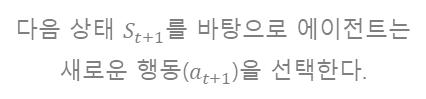 다음 상태 S_{t+1}를 바탕으로 에이전트는
새로운 행동(a_{t+1})을 선택한다.